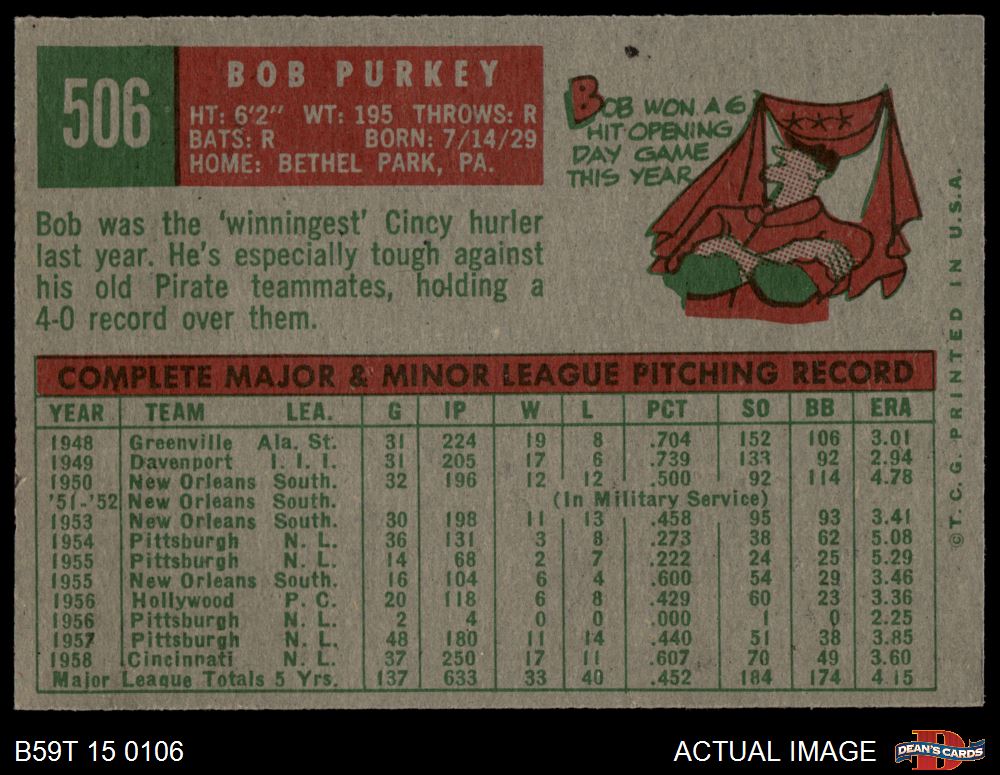 506
BOB PURKEY
HT: 6'2" WT: 195 THROWS: R
BATS: R BORN: 7/14/29
HOME: BETHEL PARK, PA.
BOB WON A 6
HIT OPENING
DAY GAME
THIS YEAR
Bob was the 'winningest' Cincy hurler
last year. He's especially tough against
his old Pirate teammates, holding a
4-0 record over them.
COMPLETE MAJOR & MINOR LEAGUE PITCHING RECORD
YEAR TEAM LEA. G IP W L PCT SO BB ERA
1948 Greenville Ala. St. 31 224 19 8 .704 152 106 3.01
1949 Davenport I. I. I. 31 205 17 6 .739 133 92 2.94
1950 New Orleans South. 32 196 12 12 .500 92 114 4.78
'51-'52 New Orleans South. (In Military Service)
1953 New Orleans South. 30 198 11 13 .458 95 93 3.41
1954 Pittsburgh N. L. 36 131 3 8 .273 38 62 5.08
1955 Pittsburgh N. L. 14 68 2 7 .222 24 25 5.29
1955 New Orleans South. 16 104 6 4 .600 54 29 3.46
1956 Hollywood P. C. 20 118 6 8 .429 60 23 3.36
1956 Pittsburgh N. L. 2 4 0 0 .000 1 0 2.25
1957 Pittsburgh N. L. 48 180 11 14 .440 51 38 3.85
1958 Cincinnati N. L. 37 250 17 11 .607 70 49 3.60
Major League Totals 5 Yrs. 137 633 33 40 .452 184 174 4.15
©T. C. G. PRINTED IN U.S.A.
B59T 15 0106
ACTUAL IMAGE
DEAN'S CARDS